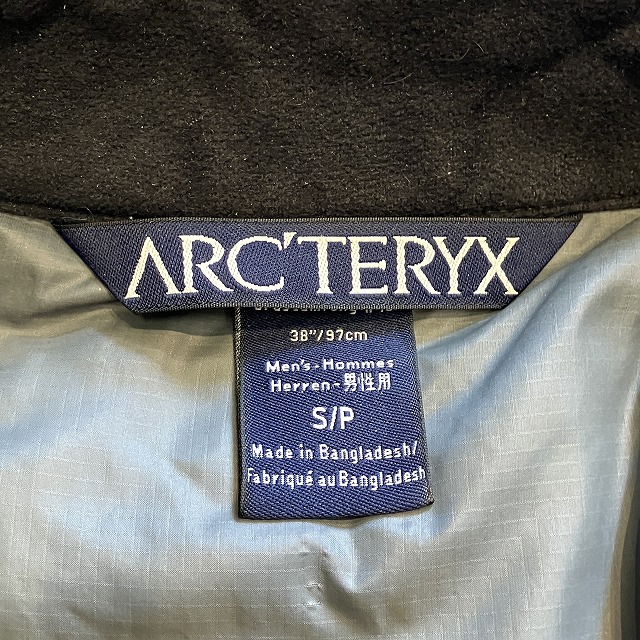 ARC'TERYX
38"/97cm
Men's-Hommes
Herren-男性用
S/P
Made in Bangladesh/
Fabriqué au Bangladesh